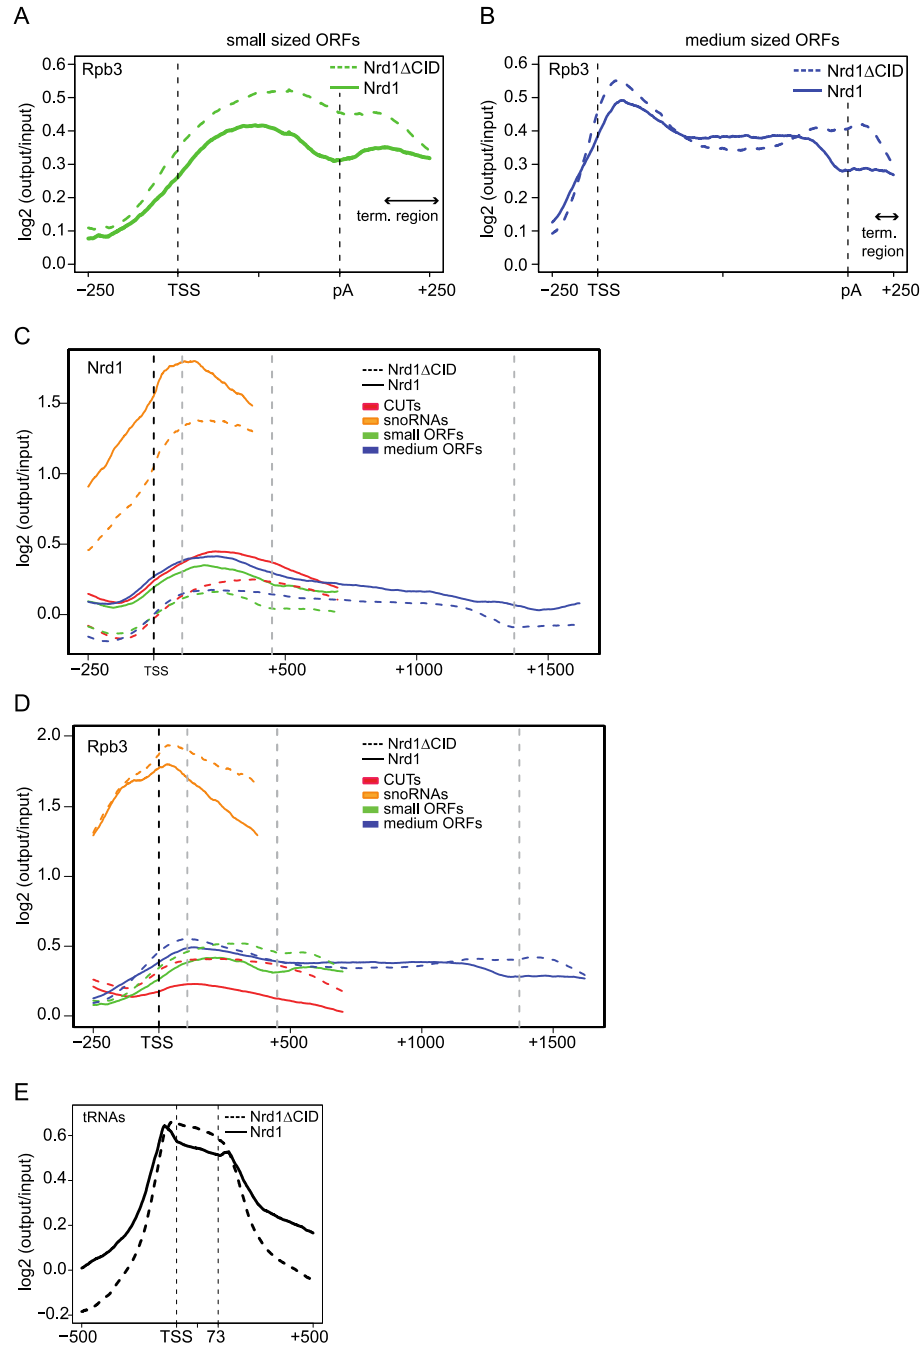 A
small sized ORFs
Rpb3
Nrd1ΔCID
Nrd1
log2 (output/input)
0.6
0.5
0.4
0.3
0.2
0.1
0.0
term. region
−250
TSS
pA
+250
B
medium sized ORFs
Rpb3
Nrd1ΔCID
Nrd1
log2 (output/input)
0.6
0.5
0.4
0.3
0.2
0.1
0.0
term.
region
−250
TSS
pA
+250
C
Nrd1
Nrd1ΔCID
Nrd1
CUTs
snoRNAs
small ORFs
medium ORFs
log2 (output/input)
1.5
1.0
0.5
0.0
−250
TSS
+500
+1000
+1500
D
Rpb3
Nrd1ΔCID
Nrd1
CUTs
snoRNAs
small ORFs
medium ORFs
log2 (output/input)
2.0
1.5
1.0
0.5
0.0
−250
TSS
+500
+1000
+1500
E
tRNAs
Nrd1ΔCID
Nrd1
log2 (output/input)
0.6
0.4
0.2
0.0
−0.2
−500
TSS
73
+500